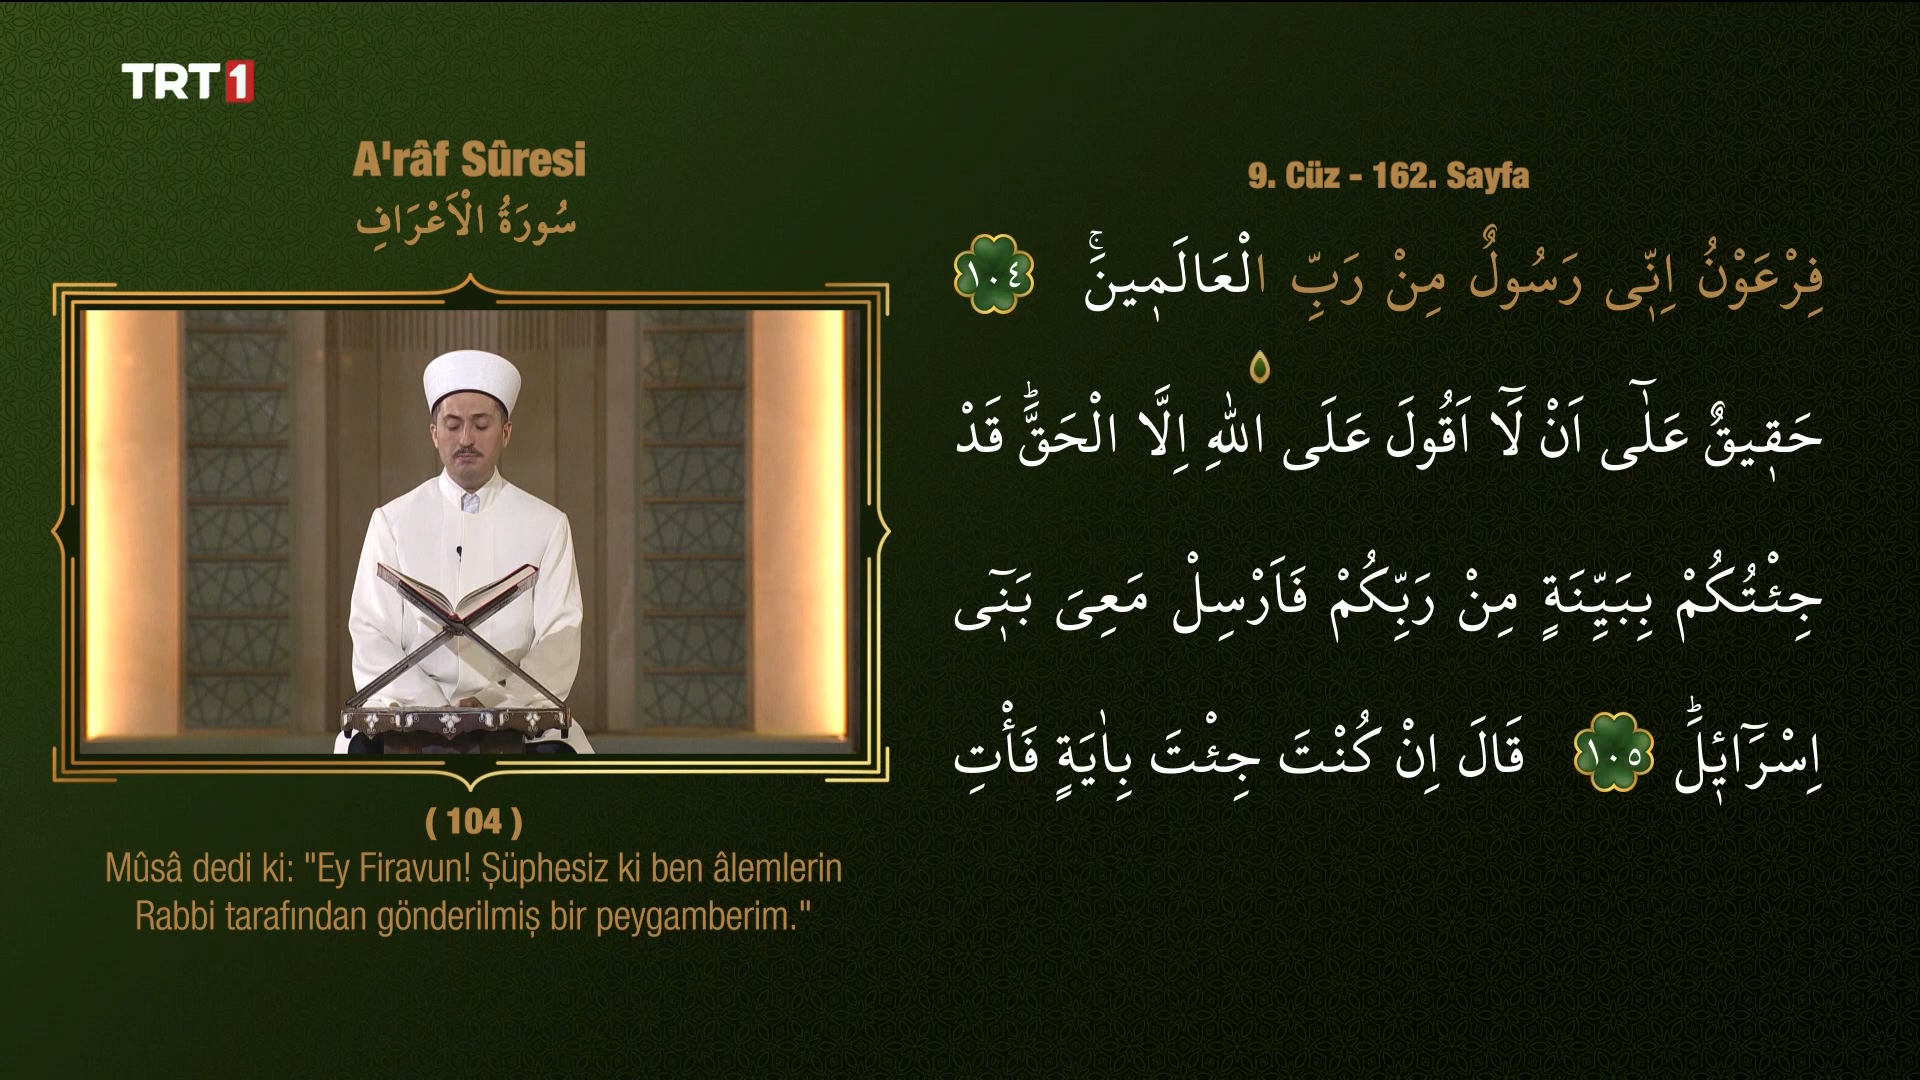 TRT1
A'râf Sûresi
سُورَةُ الْاَعْرَافِ
( 104 )
Mûsâ dedi ki: "Ey Firavun! Şüphesiz ki ben âlemlerin
Rabbi tarafından gönderilmiş bir peygamberim."
9. Cüz - 162. Sayfa
فِرْعَوْنُ اِنّٖى رَسُولٌ مِنْ رَبِّ الْعَالَمٖينَۚ ١٠٤
حَقٖيقٌ عَلٰٓى اَنْ لَٓا اَقُولَ عَلَى اللّٰهِ اِلَّا الْحَقَّۜ قَدْ
جِئْتُكُمْ بِبَيِّنَةٍ مِنْ رَبِّكُمْ فَاَرْسِلْ مَعِىَ بَنٖٓى
اِسْرَٓائٖلَۜ ١٠٥ قَالَ اِنْ كُنْتَ جِئْتَ بِاٰيَةٍ فَأْتِ